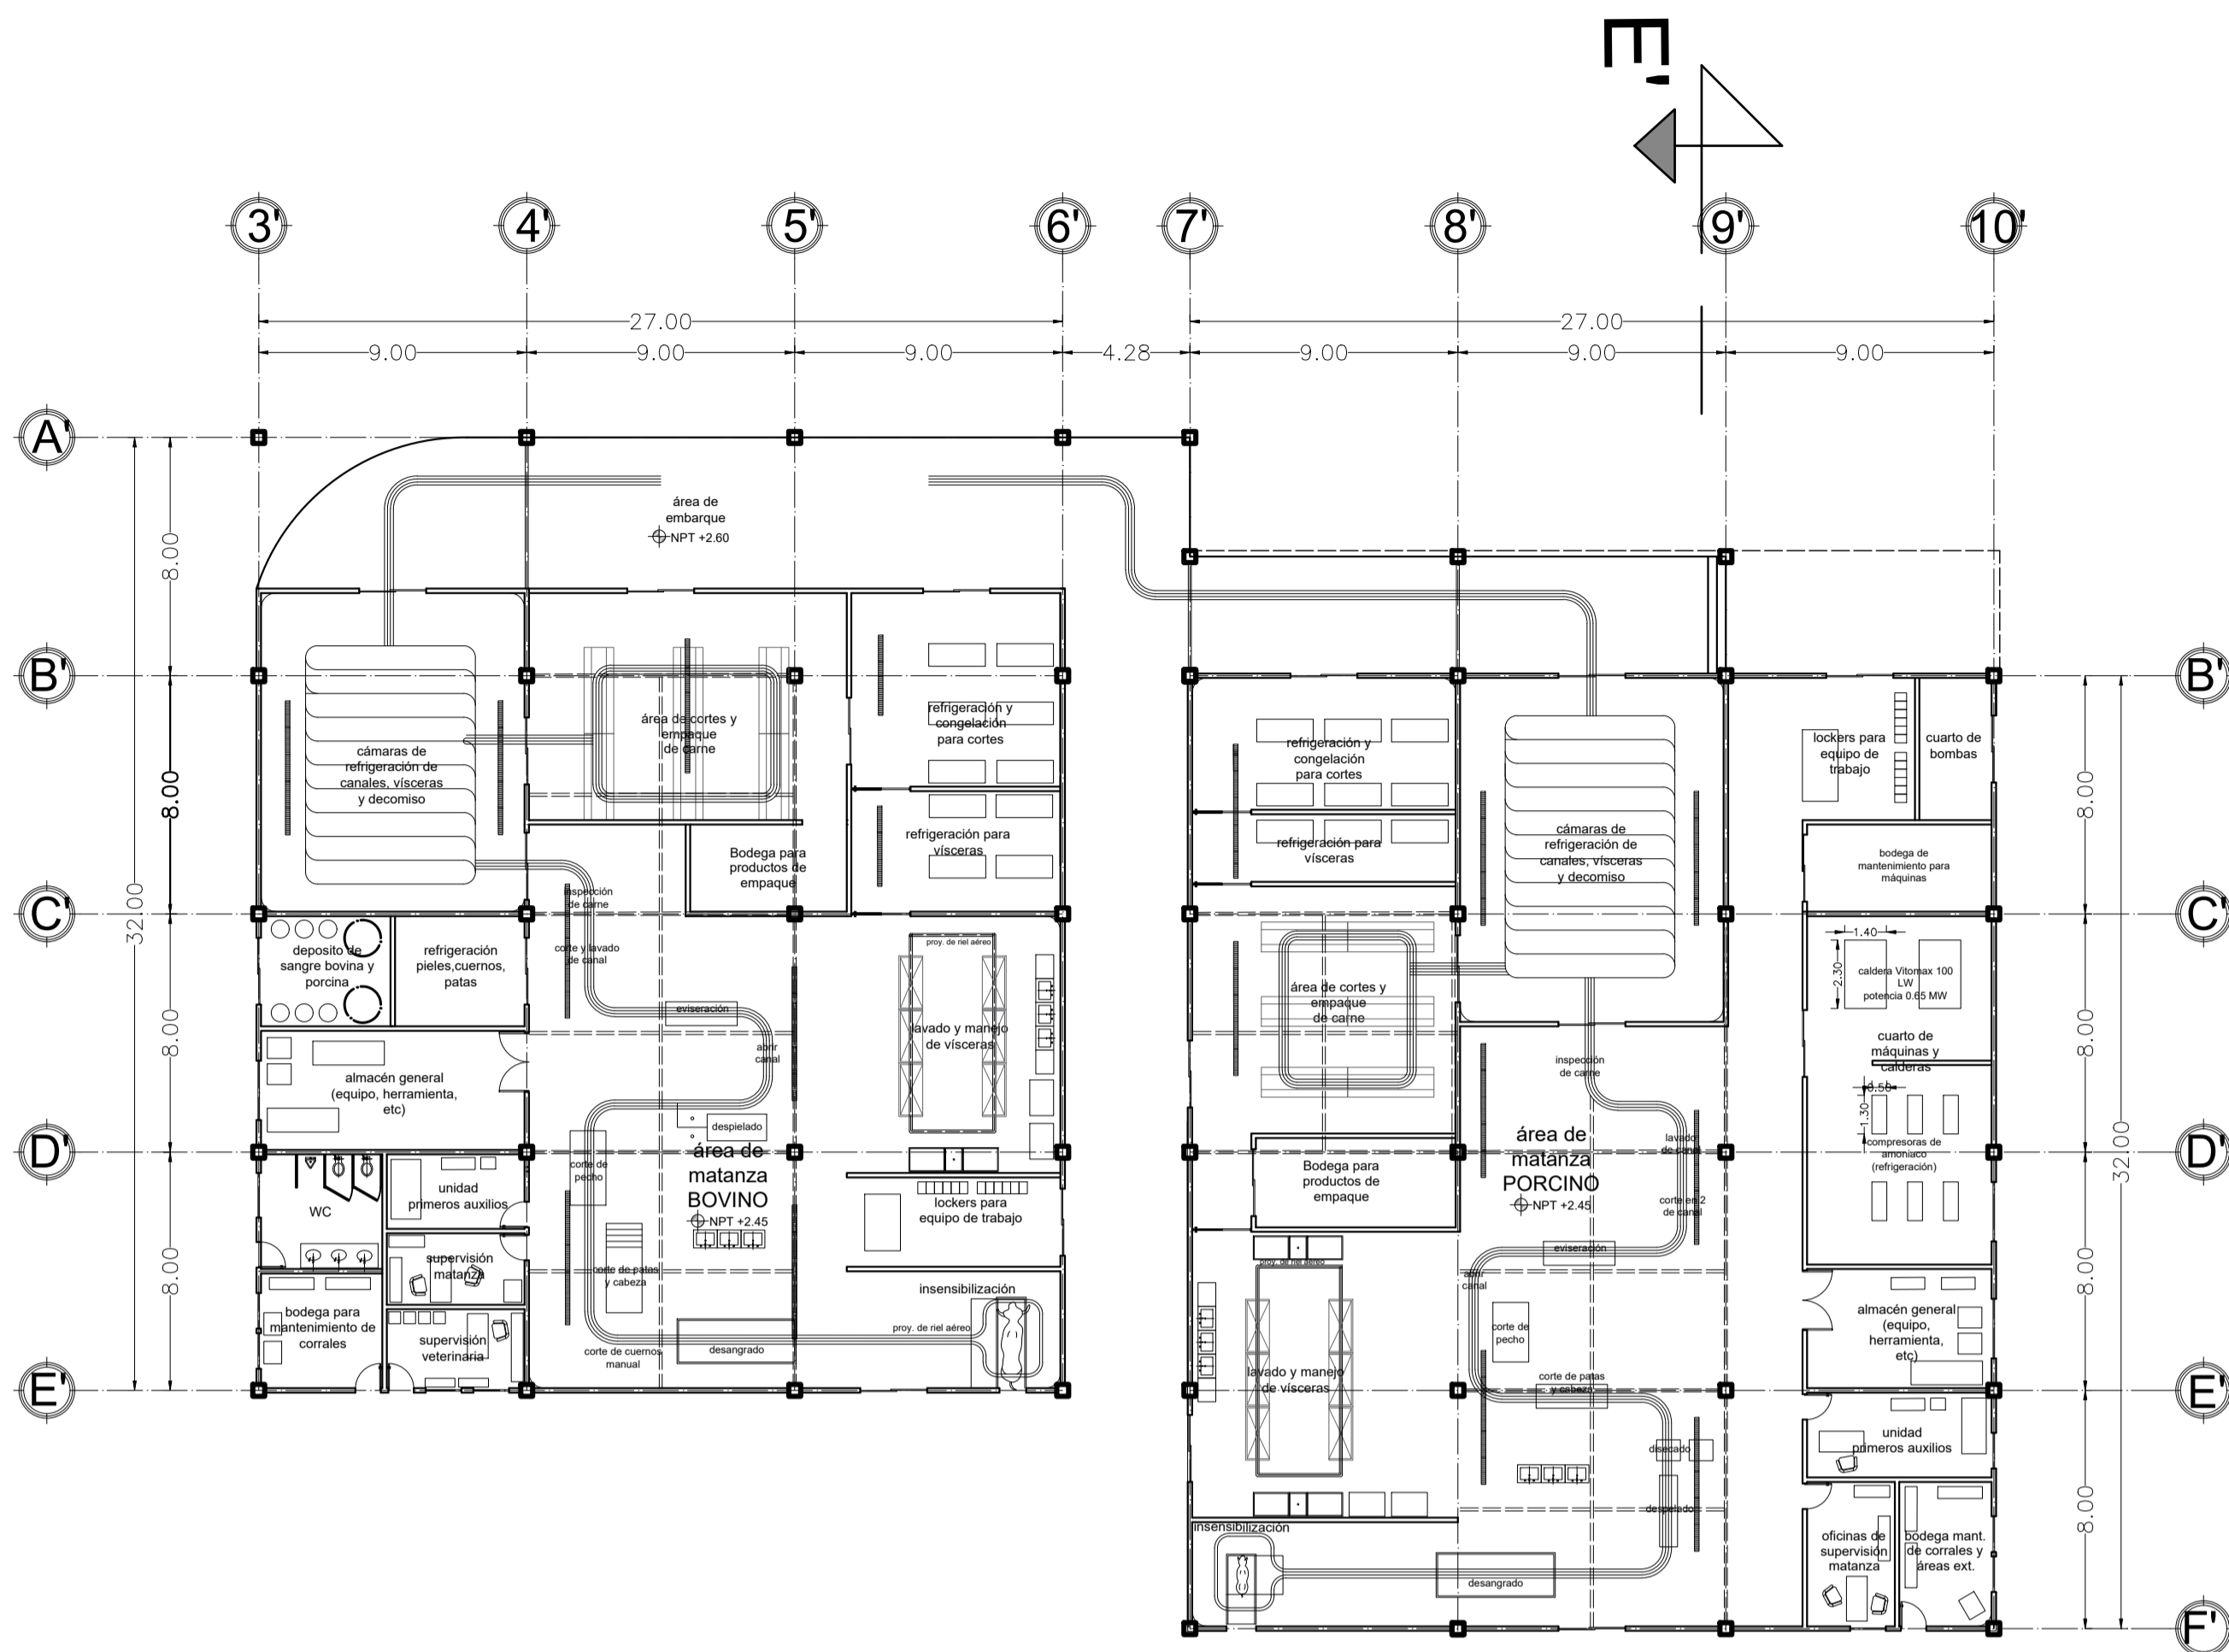 E'
3'
4'
5'
6'
7'
8'
9'
10'
27.00
27.00
9.00
9.00
9.00
4.28
9.00
9.00
9.00
A'
B'
C'
D'
E'
8.00
8.00
8.00
8.00
32.00
área de
embarque
NPT +2.60
cámaras de
refrigeración de
canales, vísceras
y decomiso
área de cortes y
empaque
de carne
refrigeración y
congelación
para cortes
refrigeración para
vísceras
Bodega para
productos de
empaque
inspección
de carne
corte y lavado
de canal
deposito de
sangre bovina y
porcina
refrigeración
pieles,cuernos,
patas
evisceración
abrir
canal
proy. de riel aéreo
lavado y manejo
de vísceras
almacén general
(equipo, herramienta,
etc)
despielado
corte de
pecho
área de
matanza
BOVINO
NPT +2.45
WC
unidad
primeros auxilios
lockers para
equipo de trabajo
supervisión
matanza
corte de patas
y cabeza
insensibilización
bodega para
mantenimiento de
corrales
supervisión
veterinaria
proy. de riel aéreo
corte de cuernos
manual
desangrado
B'
C'
D'
E'
F'
8.00
8.00
8.00
8.00
32.00
refrigeración y
congelación
para cortes
refrigeración para
vísceras
cámaras de
refrigeración de
canales, vísceras
y decomiso
lockers para
equipo de
trabajo
cuarto de
bombas
bodega de
mantenimiento para
máquinas
1.40
2.30
caldera Vitomax 100
LW
potencia 0.65 MW
cuarto de
máquinas y
calderas
0.50
1.30
compresoras de
amoniaco
(refrigeración)
área de cortes y
empaque
de carne
inspección
de carne
área de
matanza
PORCINO
NPT +2.45
lavado
de canal
corte en 2
de canal
Bodega para
productos de
empaque
eviseración
abrir
canal
proy. de riel aéreo
corte de
pecho
lavado y manejo
de vísceras
corte de patas
y cabeza
almacén general
(equipo,
herramienta,
etc)
unidad
primeros auxilios
disecado
despelado
insensibilización
desangrado
oficinas de
supervisión
matanza
bodega mant.
de corrales y
áreas ext.